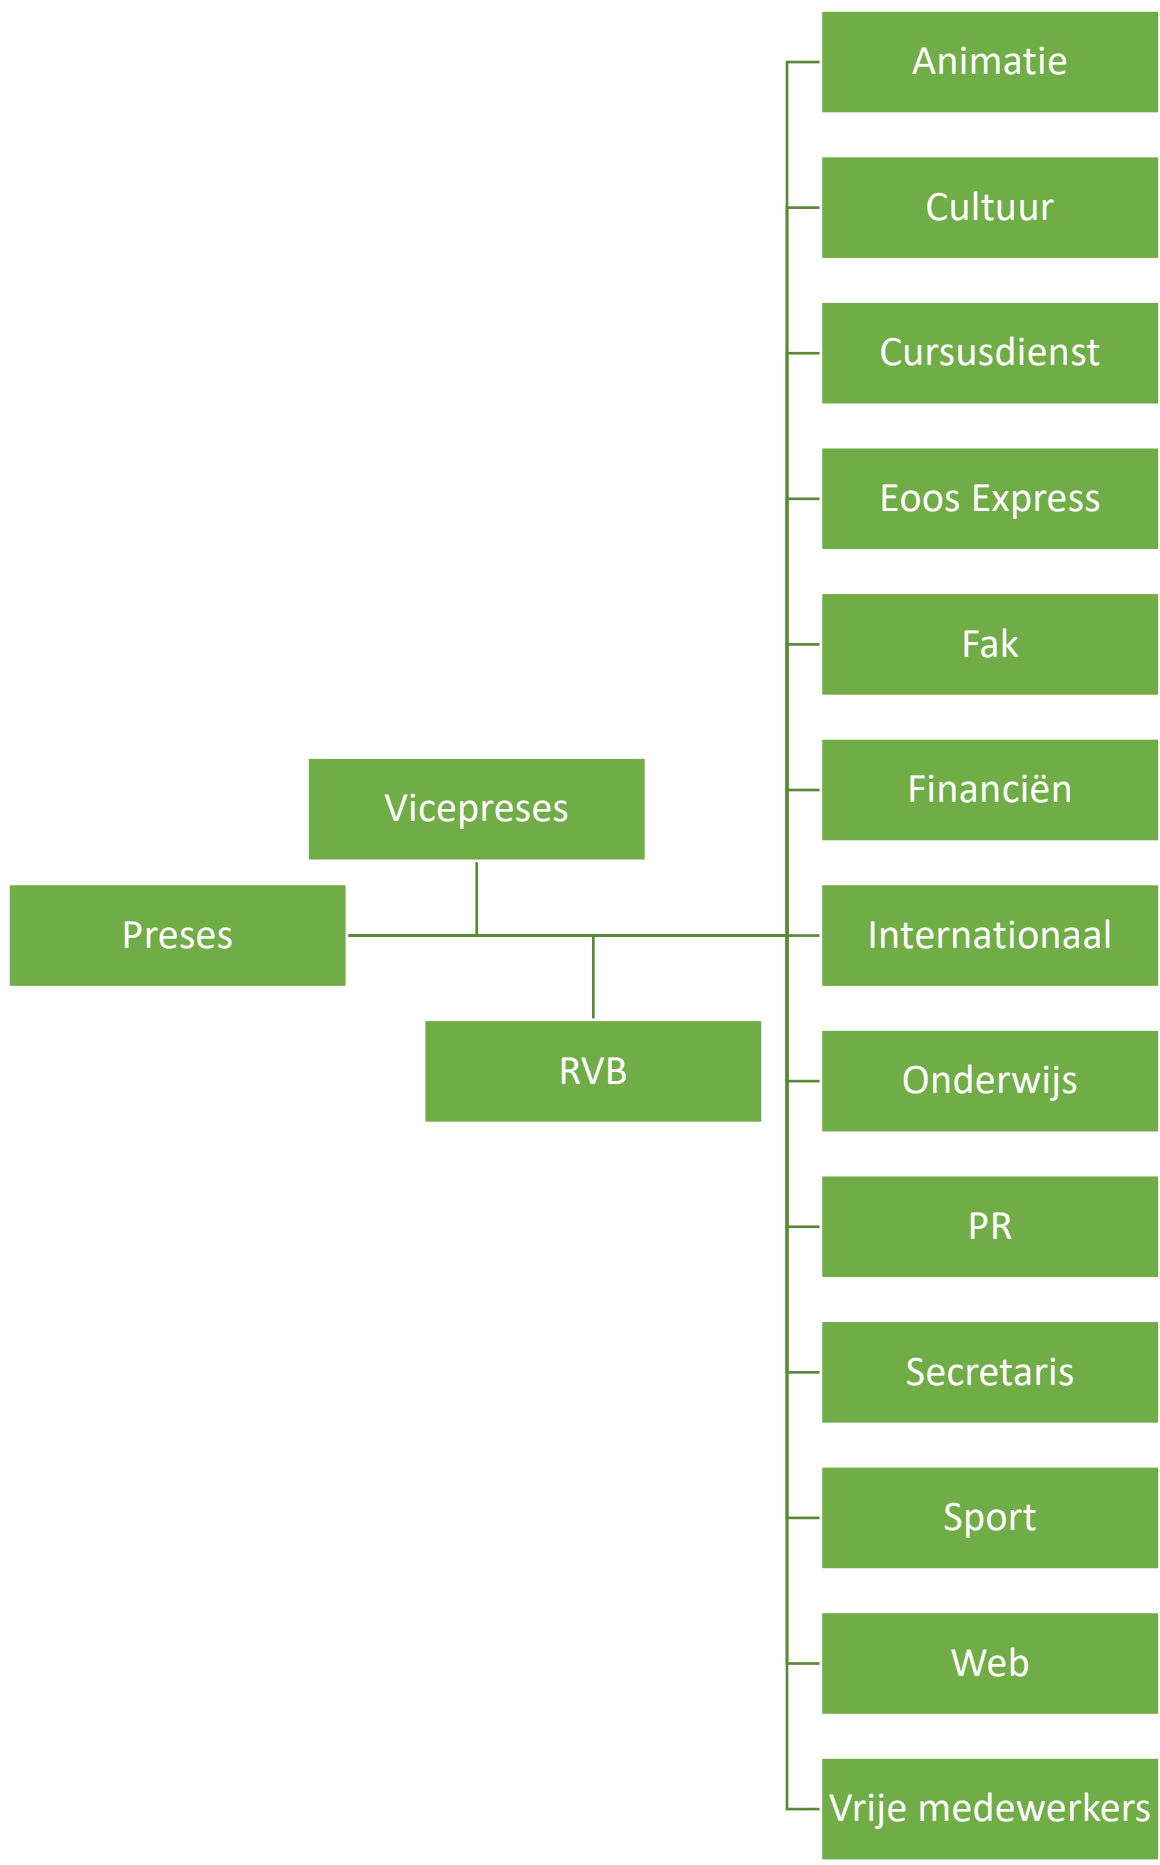 Animatie
Cultuur
Cursusdienst
Eoos Express
Fak
Financiën
Vicepreses
Preses
Internationaal
RVB
Onderwijs
PR
Secretaris
Sport
Web
Vrije medewerkers